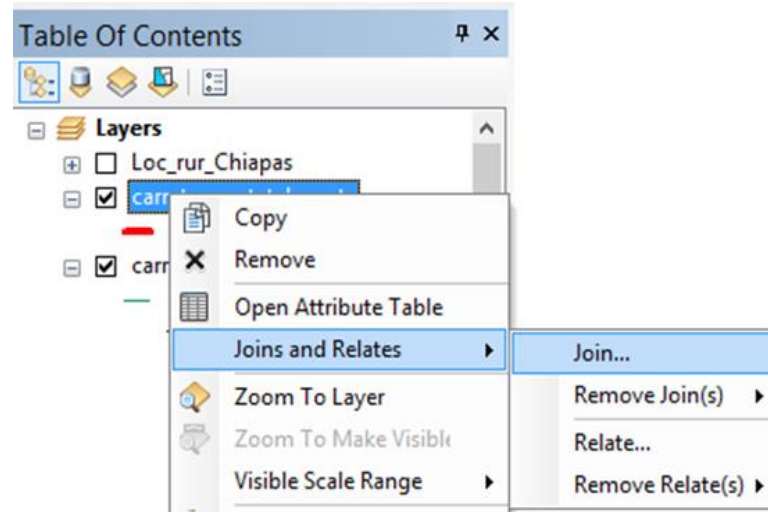 Table Of Contents
Layers
Loc_rur_Chiapas
Copy
Remove
Open Attribute Table
Joins and Relates
Join...
Zoom To Layer
Remove Join(s)
Zoom To Make Visible
Relate...
Visible Scale Range
Remove Relate(s)